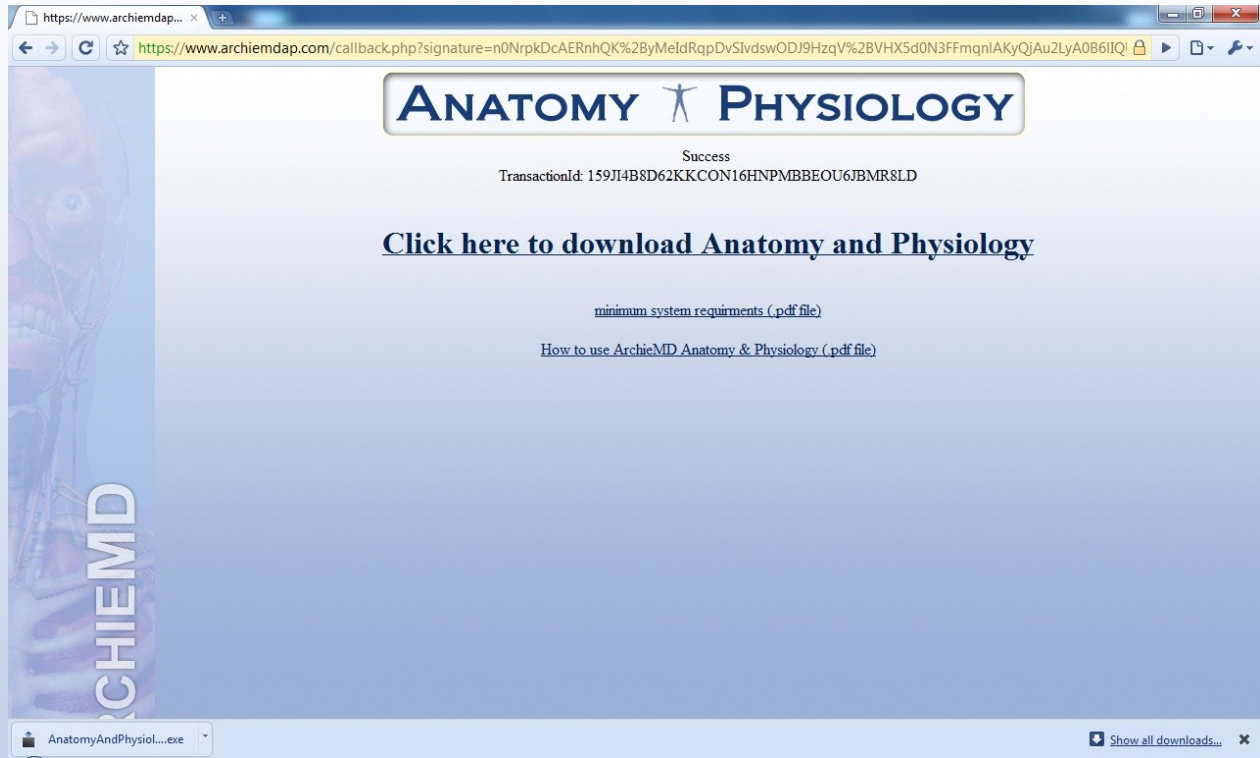 https://www.archiemdap...
https://www.archiemdap.com/callback.php?signature=n0NrpkDcAERnhQK%2ByMeIdRqpDvSIvdswODJ9HzqV%2BVHX5d0N3FFmqnlAKyQjAu2LyA0B6lIQ
ANATOMY PHYSIOLOGY
Success
TransactionId: 159JI4B8D62KKCON16HNPMBBEOU6JBMR8LD
Click here to download Anatomy and Physiology
minimum system requirments (.pdf file)
How to use ArchieMD Anatomy & Physiology (.pdf file)
RCHIEMD
AnatomyAndPhysiol....exe
Show all downloads...